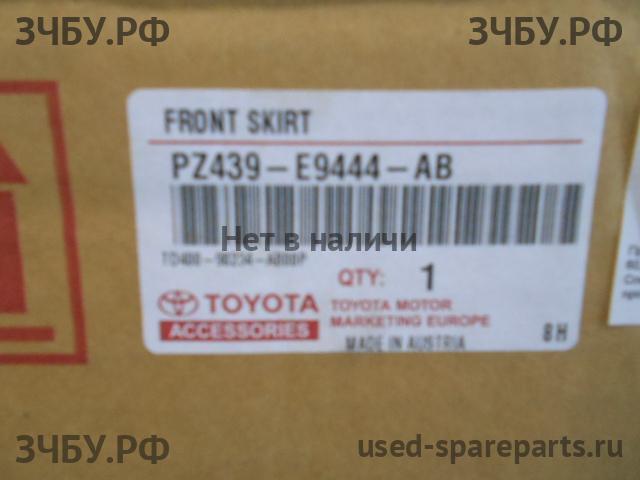 ЗЧБУ.РФ
ЗЧБУ.РФ
FRONT SKIRT
PZ439-E9444-AB
Нет в наличи
QTY: 1
TOYOTA
ACCESSORIES
TOYOTA MOTOR
MARKETING EUROPE
8H
MADE IN AUSTRIA
ЗЧБУ.РФ
used-spareparts.ru